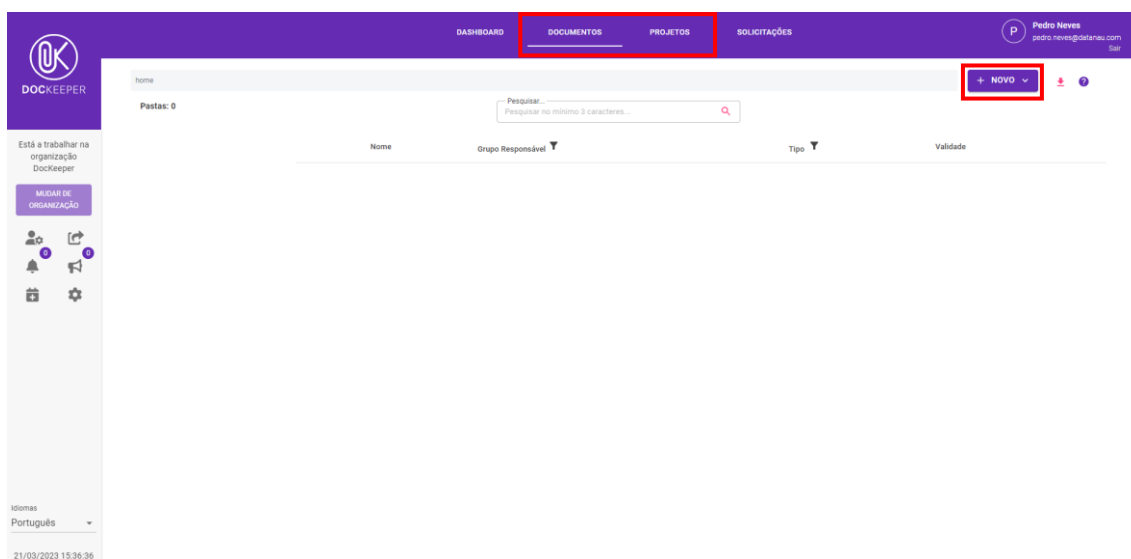 DASHBOARD DOCUMENTOS PROJETOS SOLICITAÇÕES
P
Pedro Neves
pedro.neves@datanau.com
Sair
DOCKEEPER
home
+ NOVO
?
Pastas: 0
Pesquisar...
Pesquisar no mínimo 3 caracteres...
Nome Grupo Responsável Tipo Validade
Está a trabalhar na
organização
DocKeeper
MUDAR DE
ORGANIZAÇÃO
0 0
Idiomas
Português
21/03/2023 15:36:36